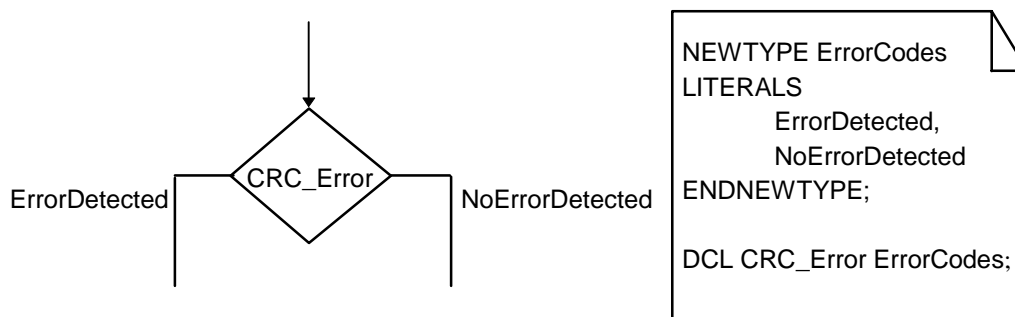 CRC_Error
ErrorDetected
NoErrorDetected
NEWTYPE ErrorCodes
LITERALS
ErrorDetected,
NoErrorDetected
ENDNEWTYPE;
DCL CRC_Error ErrorCodes;